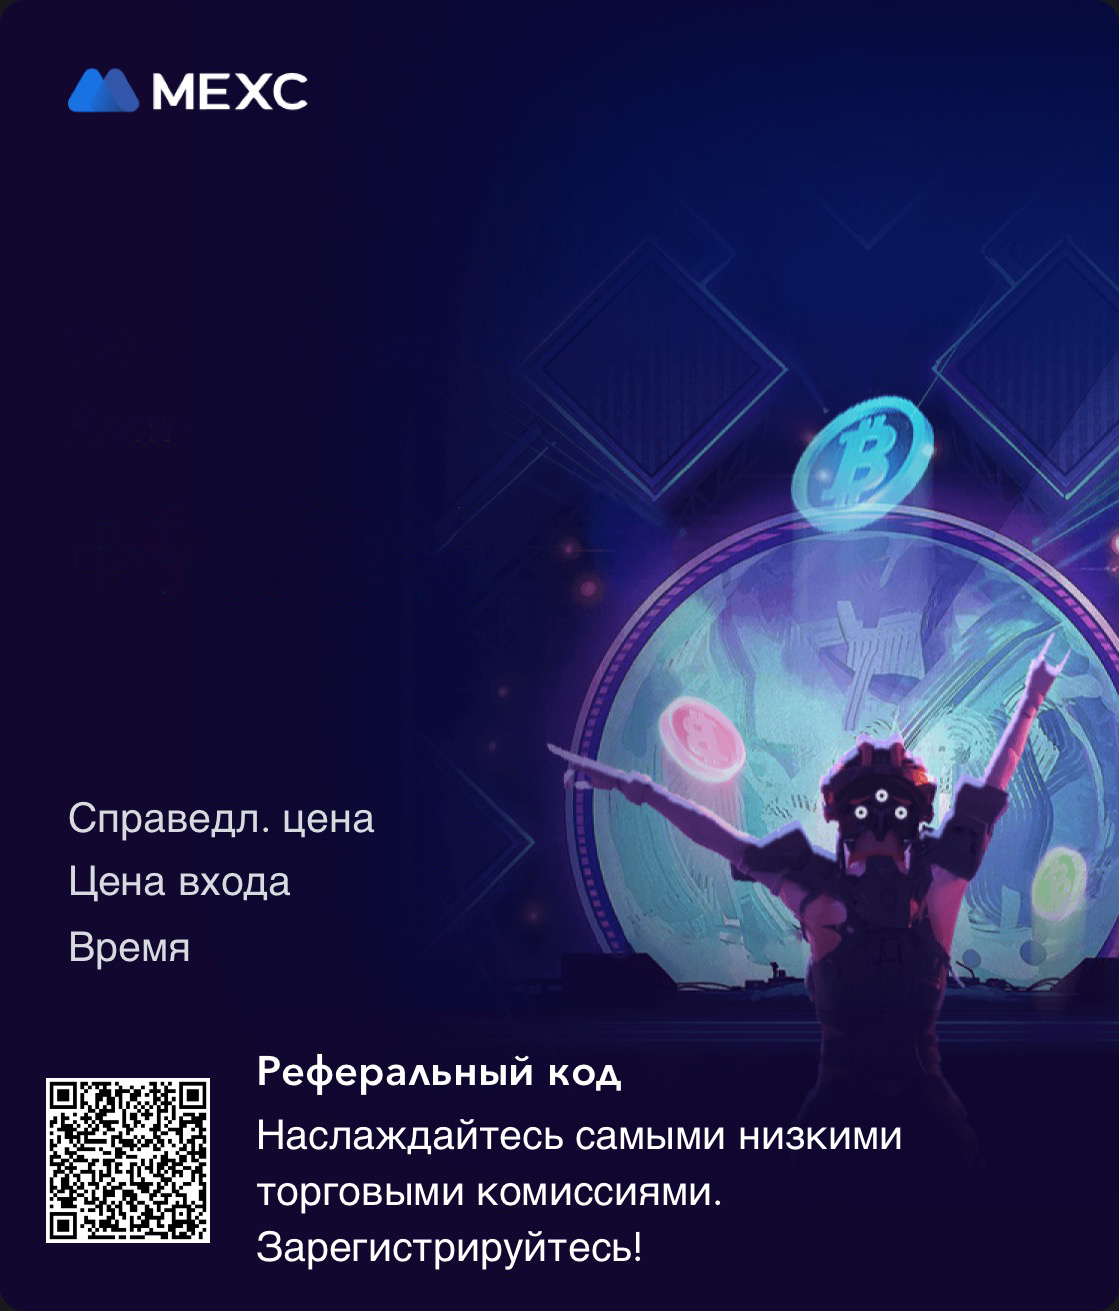 MEXC
Справедл. цена
Цена входа
Время
Реферальный код
Наслаждайтесь самыми низкими
торговыми комиссиями.
Зарегистрируйтесь!